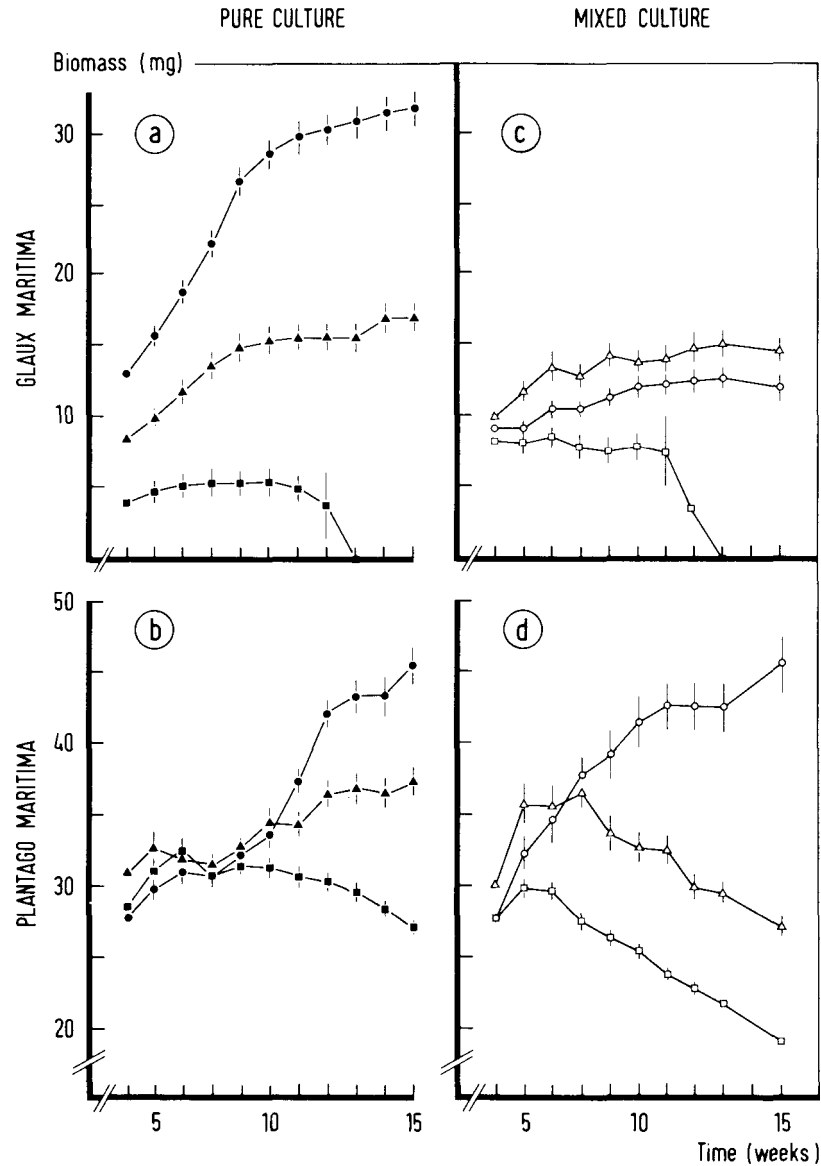 PURE CULTURE MIXED CULTURE
Biomass (mg)
a
c
30
20
10
GLAUX MARITIMA
b
d
50
40
30
20
PLANTAGO MARITIMA
5 10 15 5 10 15
Time (weeks)